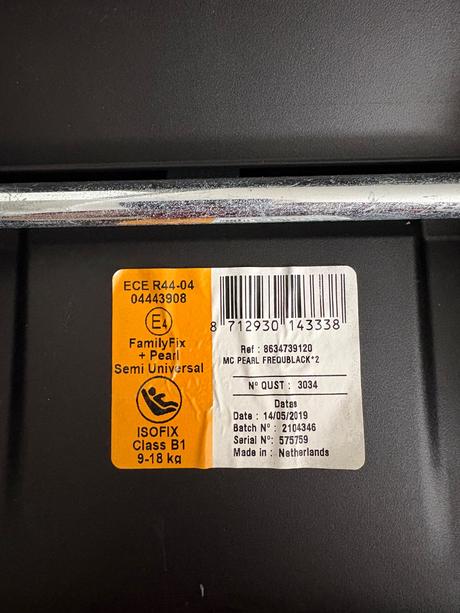 ECE R44-04
04443908
E4
FamilyFix
+ Pearl
Semi Universal
ISOFIX
Class B1
9-18 kg
8 712930 143338
Ref : 8634739120
MC PEARL FREQUBLACK*2
N° QUST : 3034
Datas
Date : 14/05/2019
Batch N° : 2104346
Serial N°: 575759
Made in : Netherlands